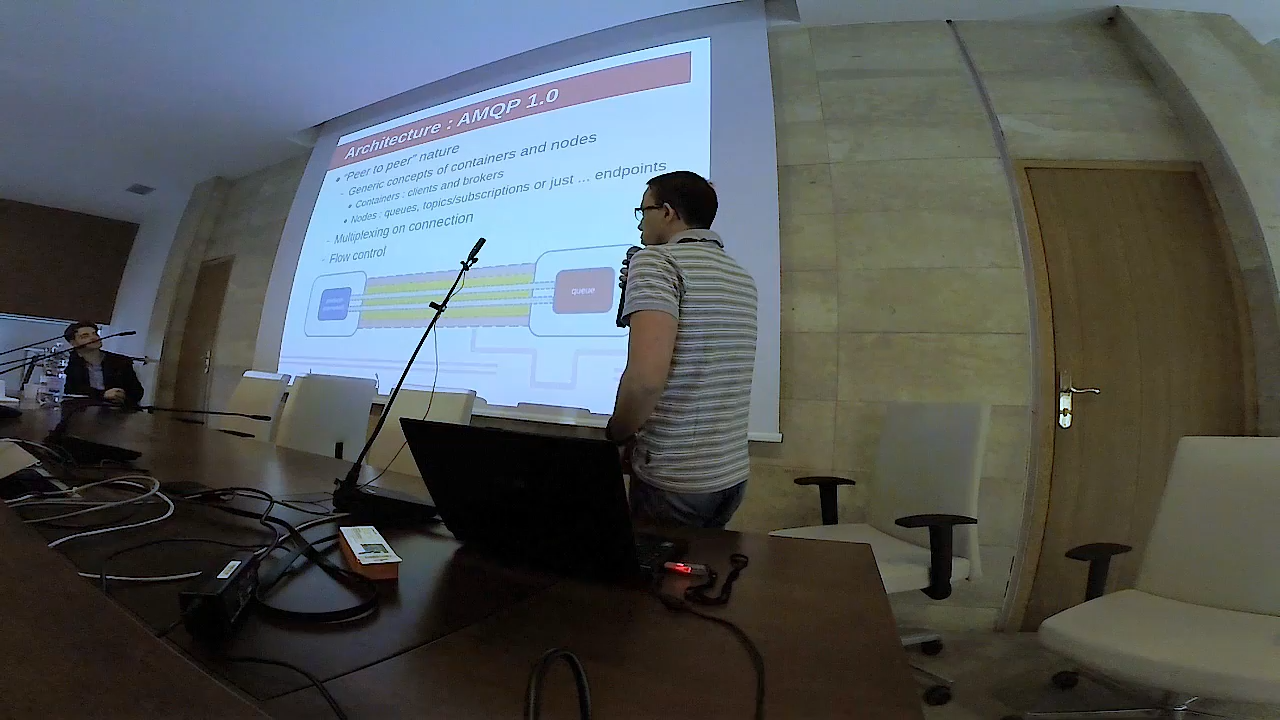 Architecture : AMQP 1.0
• "Peer to peer" nature
- Generic concepts of containers and nodes
• Containers : clients and brokers
• Nodes : queues, topics/subscriptions or just ... endpoints
- Multiplexing on connection
- Flow control
queue